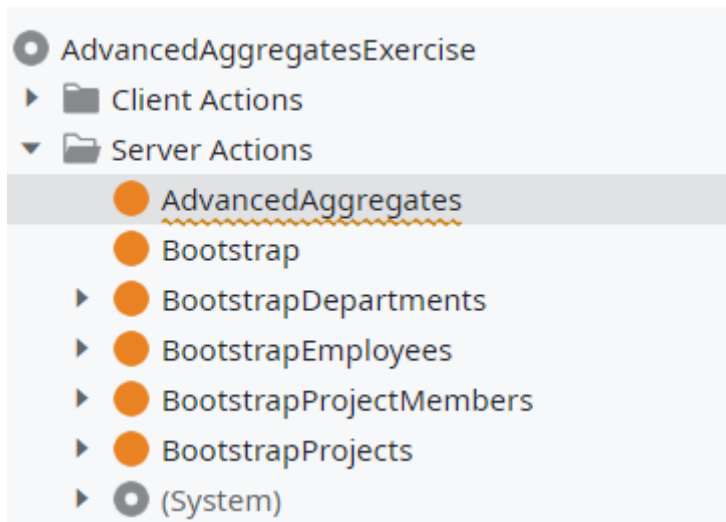 AdvancedAggregatesExercise
Client Actions
Server Actions
AdvancedAggregates
Bootstrap
BootstrapDepartments
BootstrapEmployees
BootstrapProjectMembers
BootstrapProjects
(System)